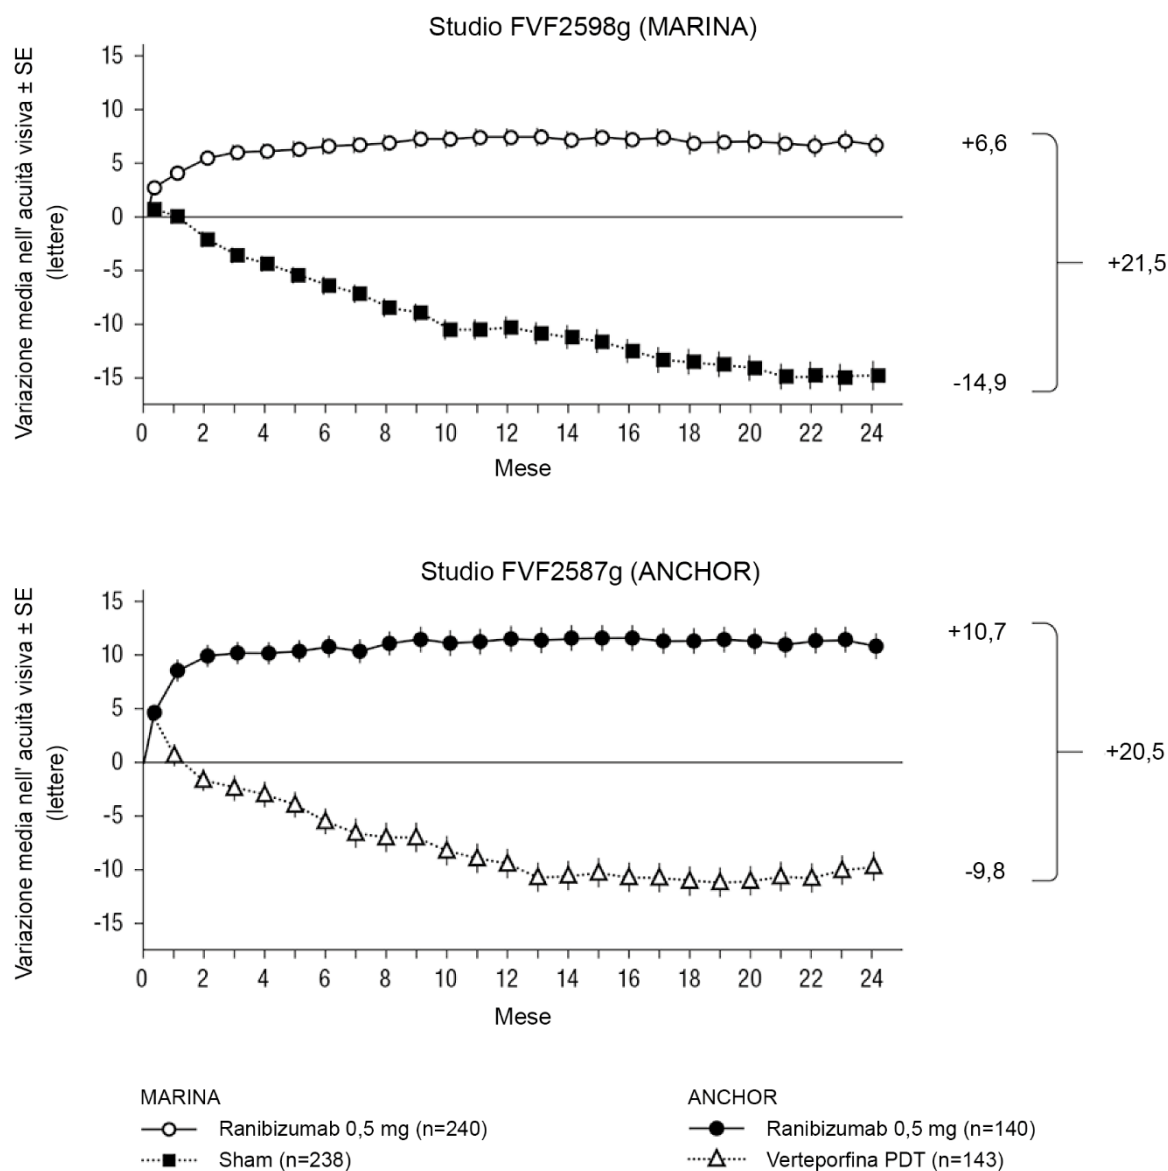 Studio FVF2598g (MARINA)
Variazione media nell' acuità visiva ± SE
(lettere)
15
10
5
0
-5
-10
-15
0 2 4 6 8 10 12 14 16 18 20 22 24
Mese
+6,6
+21,5
-14,9
Studio FVF2587g (ANCHOR)
Variazione media nell' acuità visiva ± SE
(lettere)
15
10
5
0
-5
-10
-15
0 2 4 6 8 10 12 14 16 18 20 22 24
Mese
+10,7
+20,5
-9,8
MARINA
Ranibizumab 0,5 mg (n=240)
Sham (n=238)
ANCHOR
Ranibizumab 0,5 mg (n=140)
Verteporfina PDT (n=143)